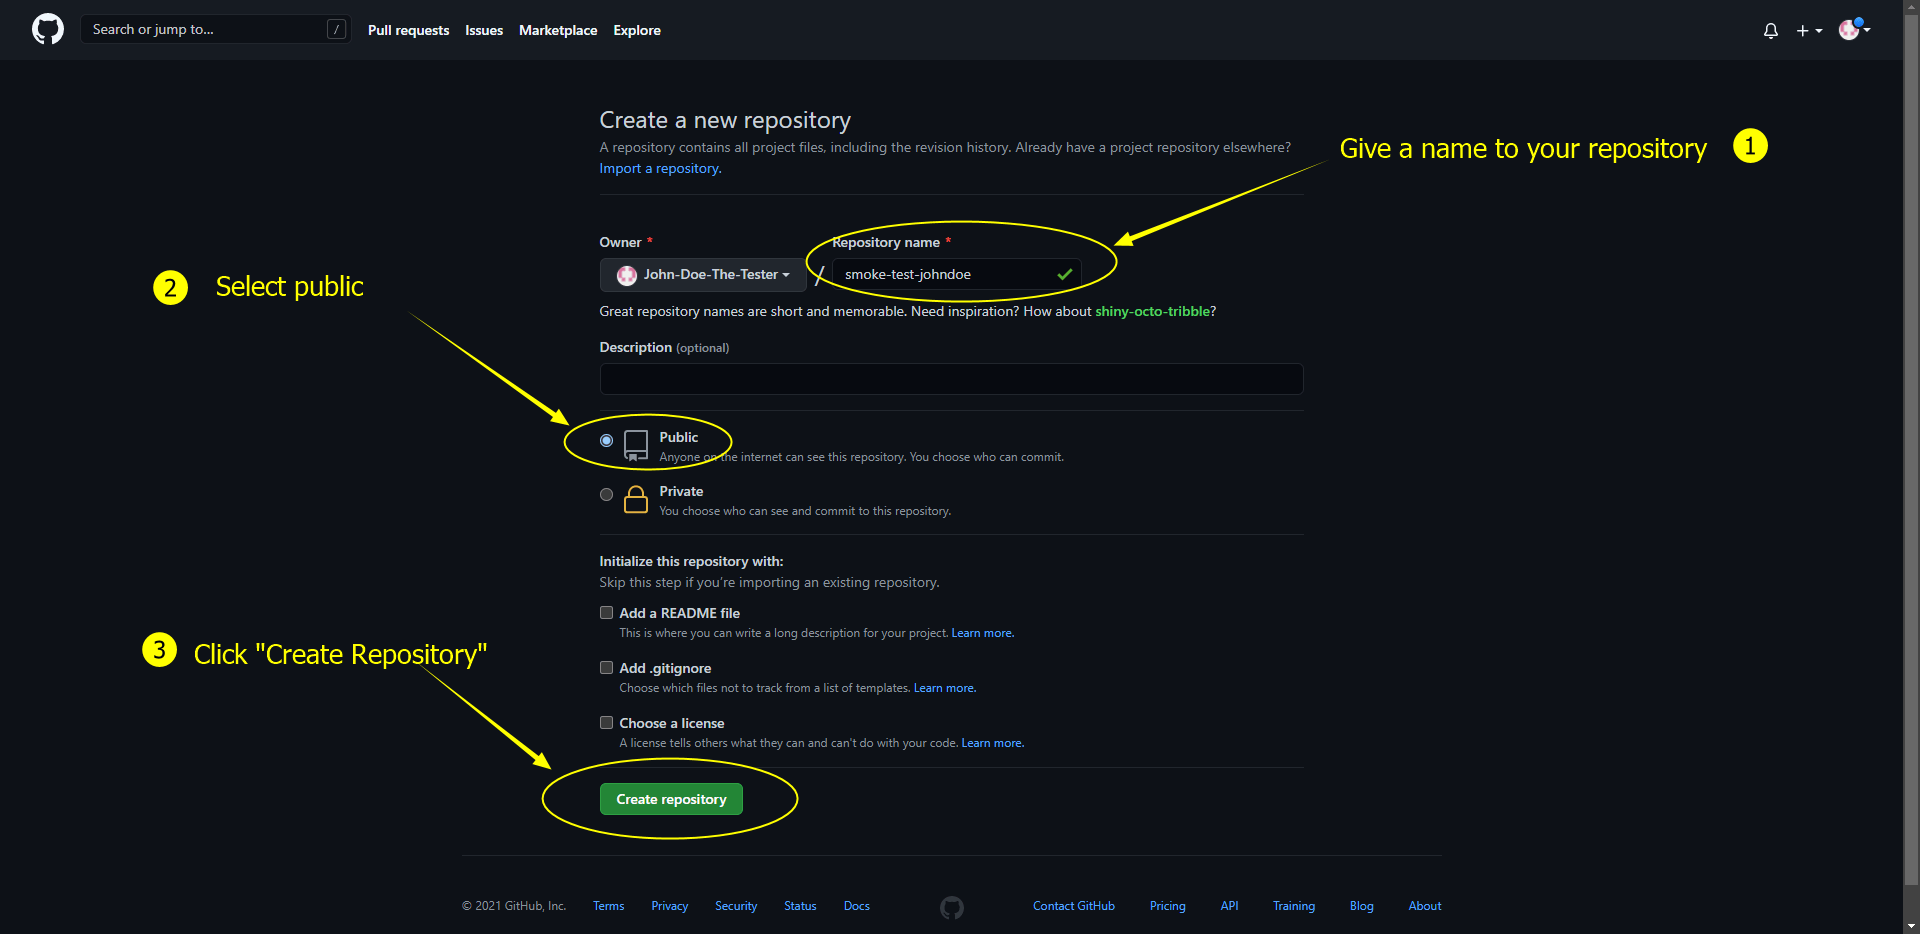 Search or jump to...
/
Pull requests
Issues
Marketplace
Explore
Create a new repository
A repository contains all project files, including the revision history. Already have a project repository elsewhere?
Import a repository.
Give a name to your repository
1
Owner *
Repository name *
John-Doe-The-Tester
/
smoke-test-johndoe
2
Select public
Great repository names are short and memorable. Need inspiration? How about shiny-octo-tribble?
Description (optional)
Public
Anyone on the internet can see this repository. You choose who can commit.
Private
You choose who can see and commit to this repository.
Initialize this repository with:
Skip this step if you're importing an existing repository.
Add a README file
This is where you can write a long description for your project. Learn more.
3
Click "Create Repository"
Add .gitignore
Choose which files not to track from a list of templates. Learn more.
Choose a license
A license tells others what they can and can't do with your code. Learn more.
Create repository
© 2021 GitHub, Inc.
Terms
Privacy
Security
Status
Docs
Contact GitHub
Pricing
API
Training
Blog
About